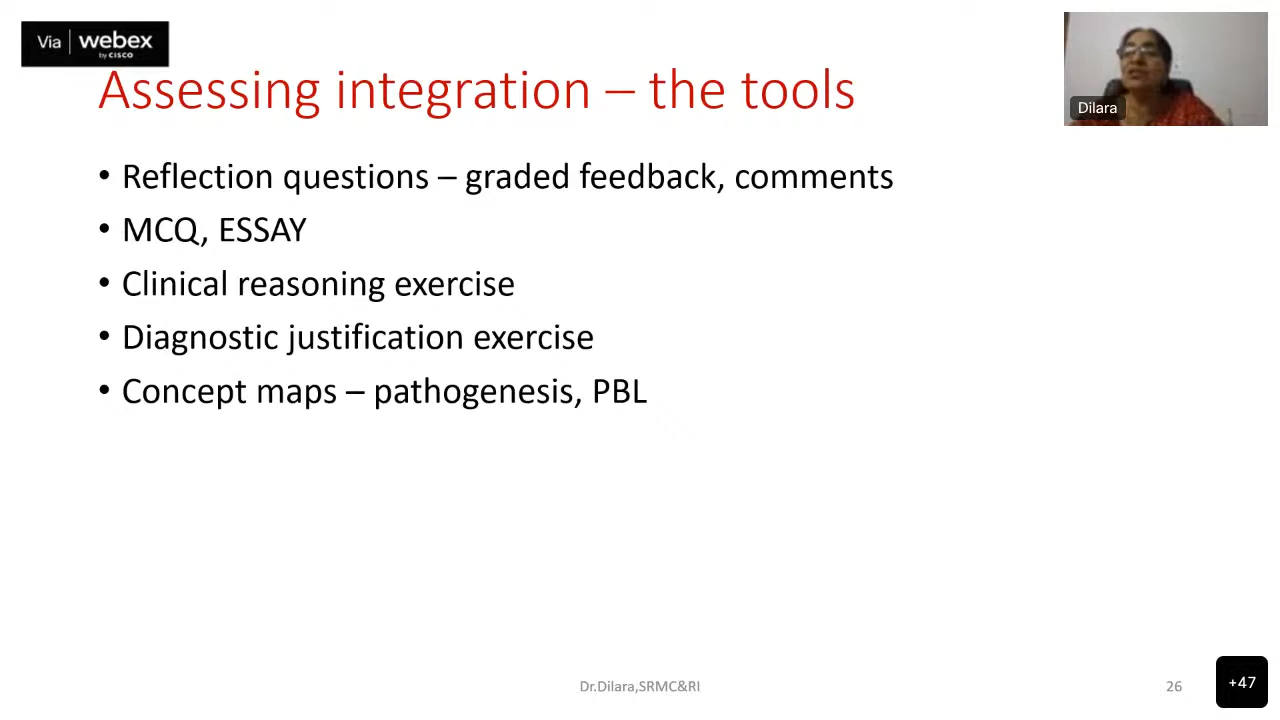 Via webex
by CISCO
Assessing integration – the tools
Dilara
• Reflection questions – graded feedback, comments
• MCQ, ESSAY
• Clinical reasoning exercise
• Diagnostic justification exercise
• Concept maps – pathogenesis, PBL
Dr.Dilara,SRMC&RI
26
+47